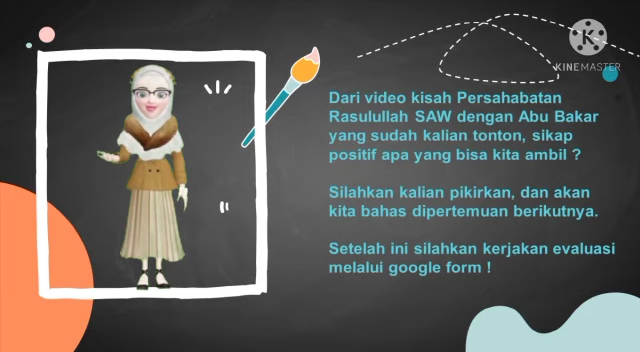 KINEMASTER
Dari video kisah Persahabatan
Rasulullah SAW dengan Abu Bakar
yang sudah kalian tonton, sikap
positif apa yang bisa kita ambil ?
Silahkan kalian pikirkan, dan akan
kita bahas dipertemuan berikutnya.
Setelah ini silahkan kerjakan evaluasi
melalui google form !